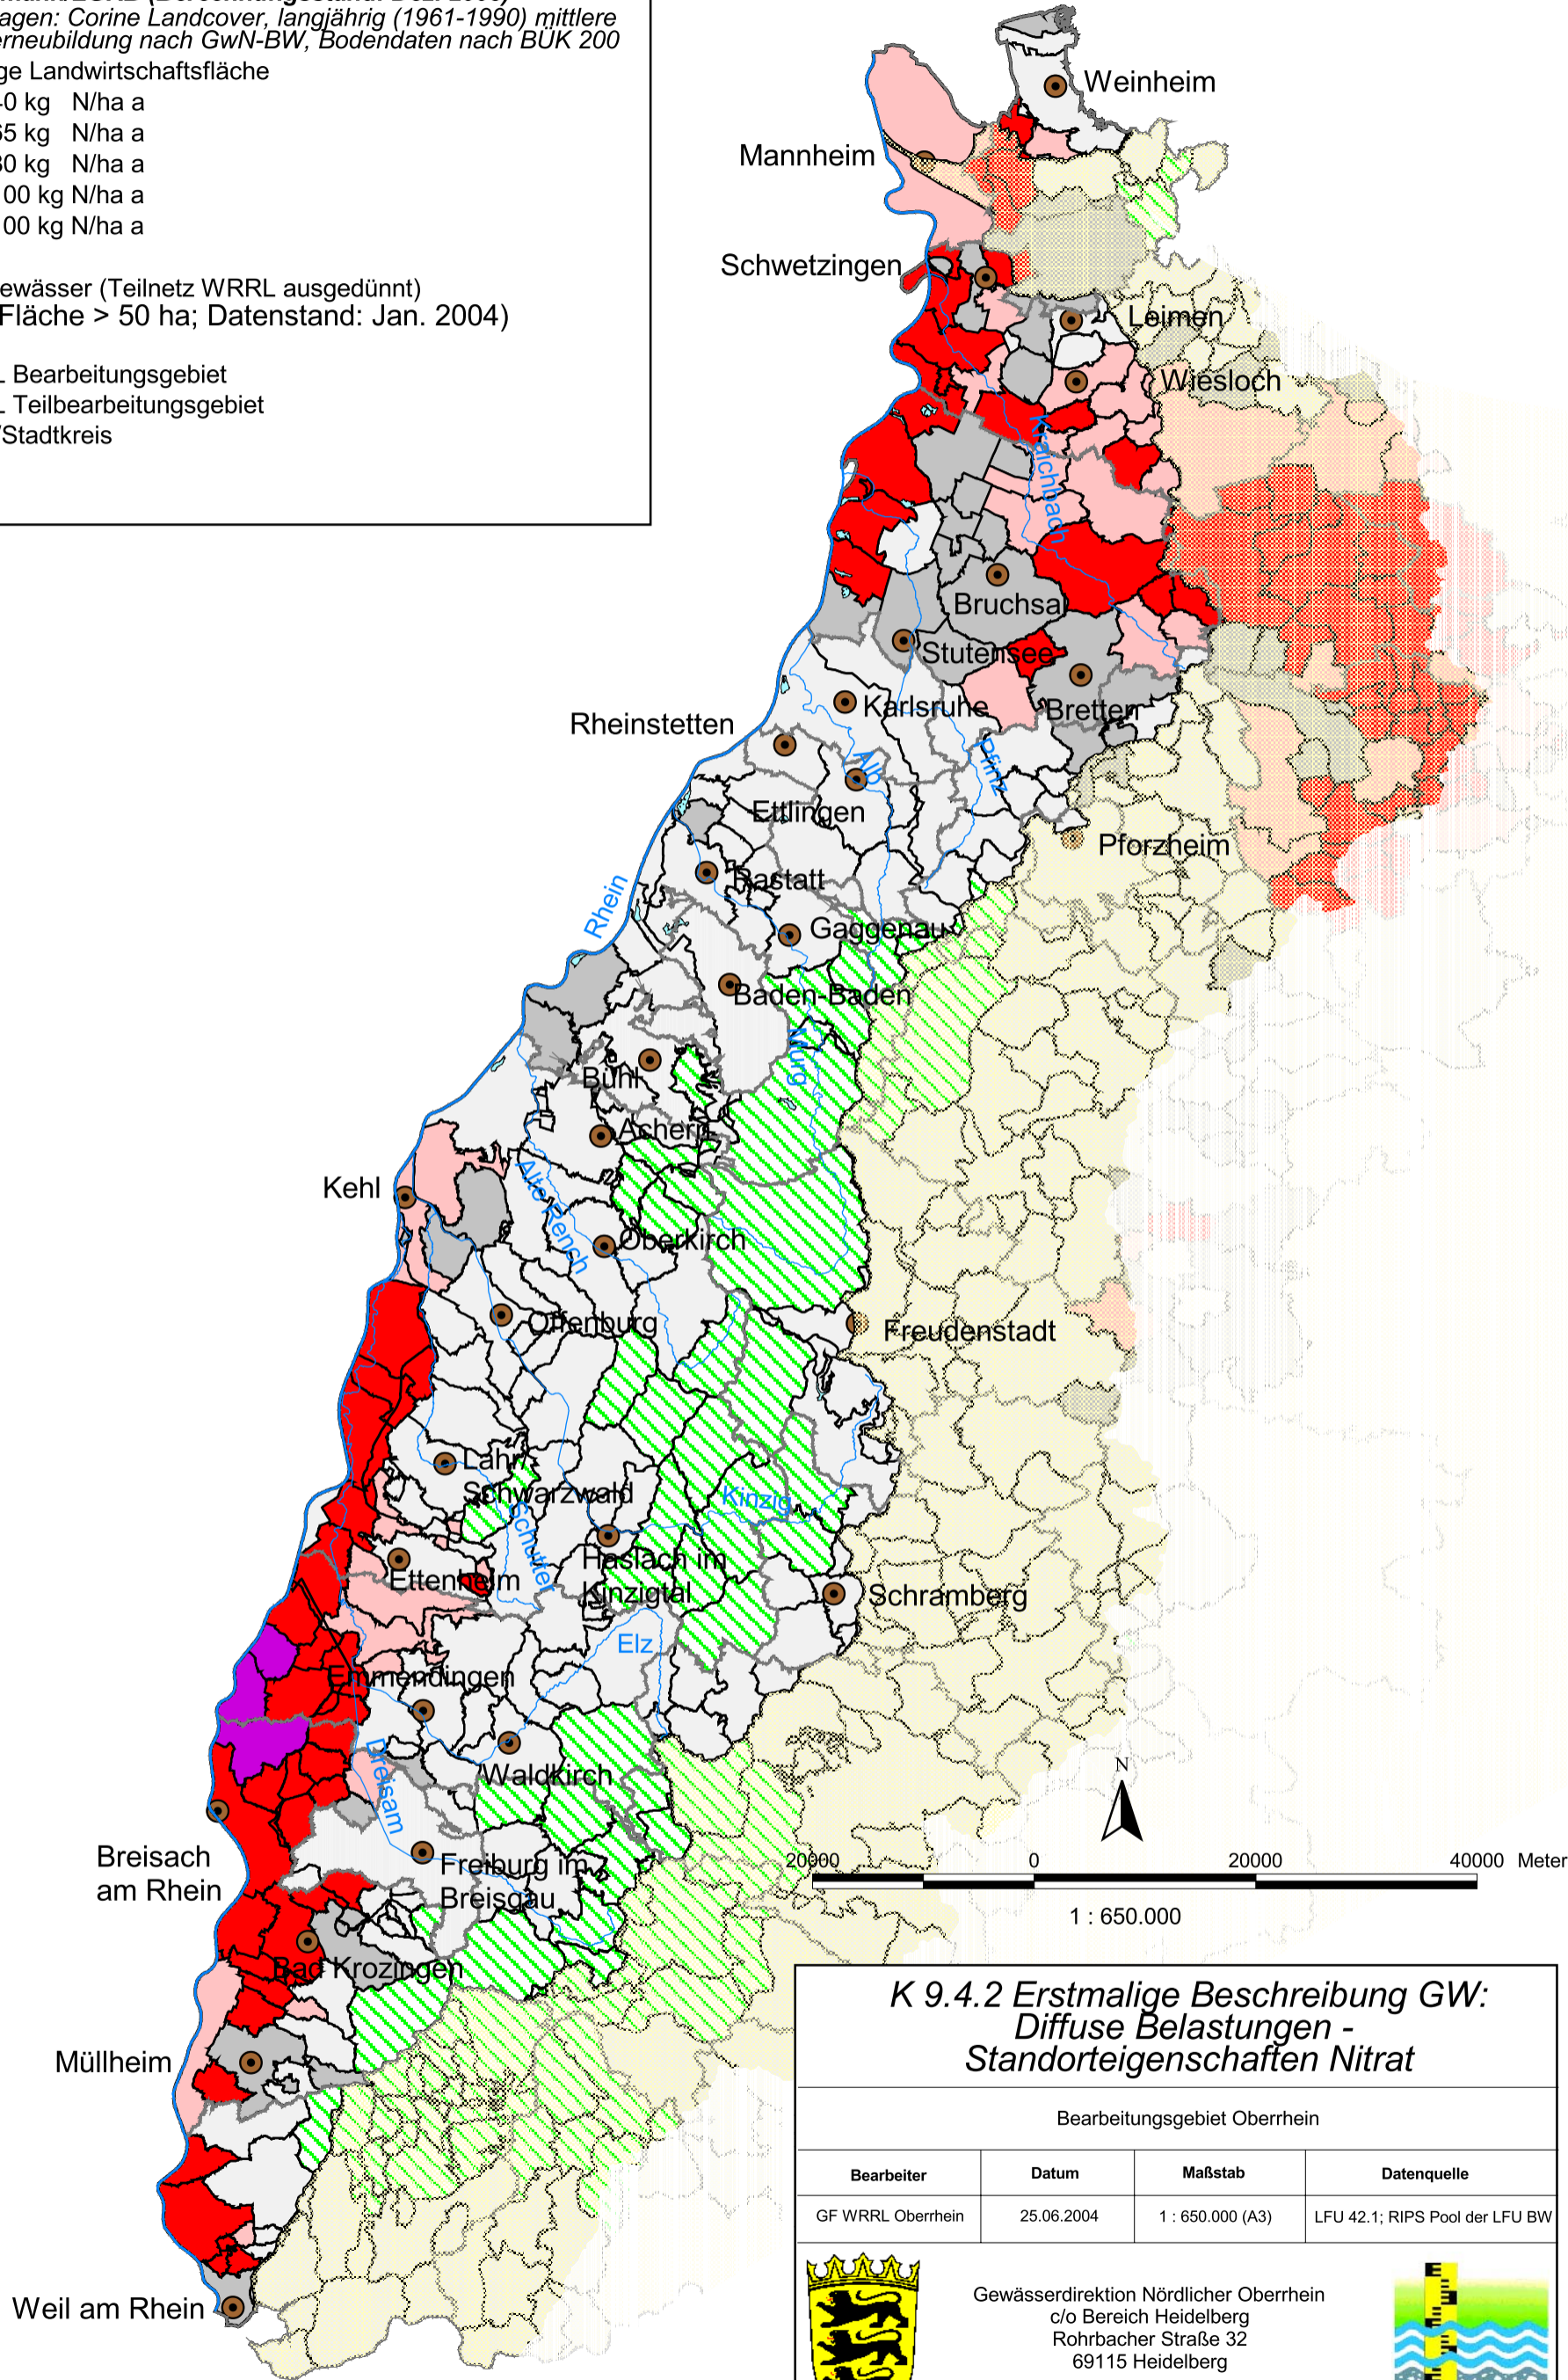 agen: Corine Landcover, langjährig (1961-1990) mittlere
erneubildung nach GwN-BW, Bodendaten nach BÜK 200
ge Landwirtschaftsfläche
0 kg N/ha a
65 kg N/ha a
80 kg N/ha a
100 kg N/ha a
100 kg N/ha a
ewässer (Teilnetz WRRL ausgedünnt)
Fläche > 50 ha; Datenstand: Jan. 2004)
L Bearbeitungsgebiet
L Teilbearbeitungsgebiet
/Stadtkreis
Weinheim
Mannheim
Schwetzingen
Leimen
Wiesloch
Kraichbach
Bruchsal
Stutensee
Karlsruhe
Bretten
Rheinstetten
Alb
Pfinz
Ettlingen
Pforzheim
Rastatt
Rhein
Gaggenau
Baden-Baden
Murg
Bühl
Achern
Kehl
Alte Rench
Oberkirch
Offenburg
Freudenstadt
Lahr/
Schwarzwald
Kinzig
Schutter
Haslach im
Kinzigtal
Ettenheim
Schramberg
Elz
Emmendingen
Dreisam
Waldkirch
Breisach
am Rhein
Freiburg im
Breisgau
Bad Krozingen
Müllheim
Weil am Rhein
N
20000 0 20000 40000 Meter
1 : 650.000
K 9.4.2 Erstmalige Beschreibung GW:
Diffuse Belastungen -
Standorteigenschaften Nitrat
Bearbeitungsgebiet Oberrhein
Bearbeiter Datum Maßstab Datenquelle
GF WRRL Oberrhein 25.06.2004 1 : 650.000 (A3) LFU 42.1; RIPS Pool der LFU BW
Gewässerdirektion Nördlicher Oberrhein
c/o Bereich Heidelberg
Rohrbacher Straße 32
69115 Heidelberg